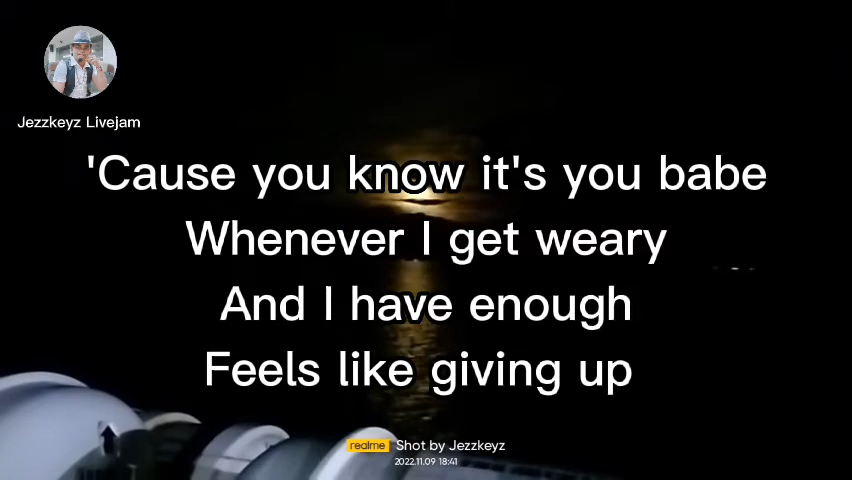 Jezzkeyz Livejam
'Cause you know it's you babe
Whenever I get weary
And I have enough
Feels like giving up
realme Shot by Jezzkeyz
2022.11.09 18:41